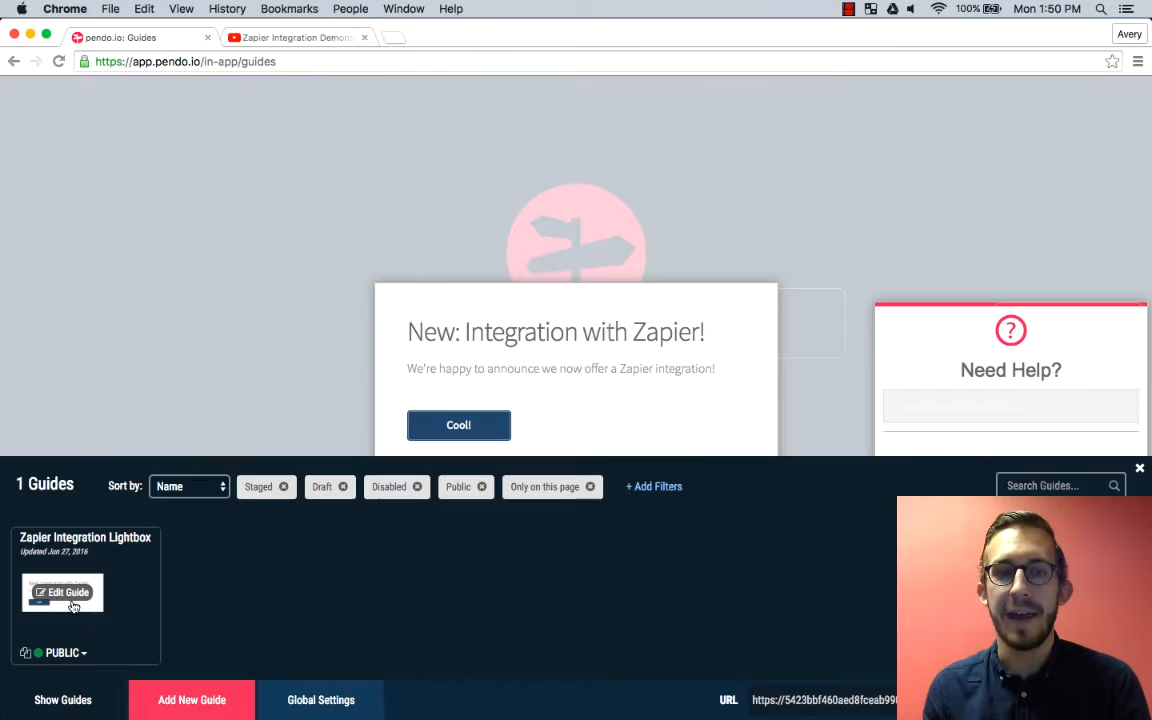 Chrome File Edit View History Bookmarks People Window Help 100% Mon 1:50 PM
pendo.io: Guides × Zapier Integration Demons × Avery
https://app.pendo.io/in-app/guides
New: Integration with Zapier!
We're happy to announce we now offer a Zapier integration!
Cool!
?
Need Help?
1 Guides Sort by: Name Staged Draft Disabled Public Only on this page + Add Filters Search Guides...
Zapier Integration Lightbox
Updated Jun 27, 2016
Edit Guide
PUBLIC
Show Guides Add New Guide Global Settings URL https://5423bbf460aed8fceab99